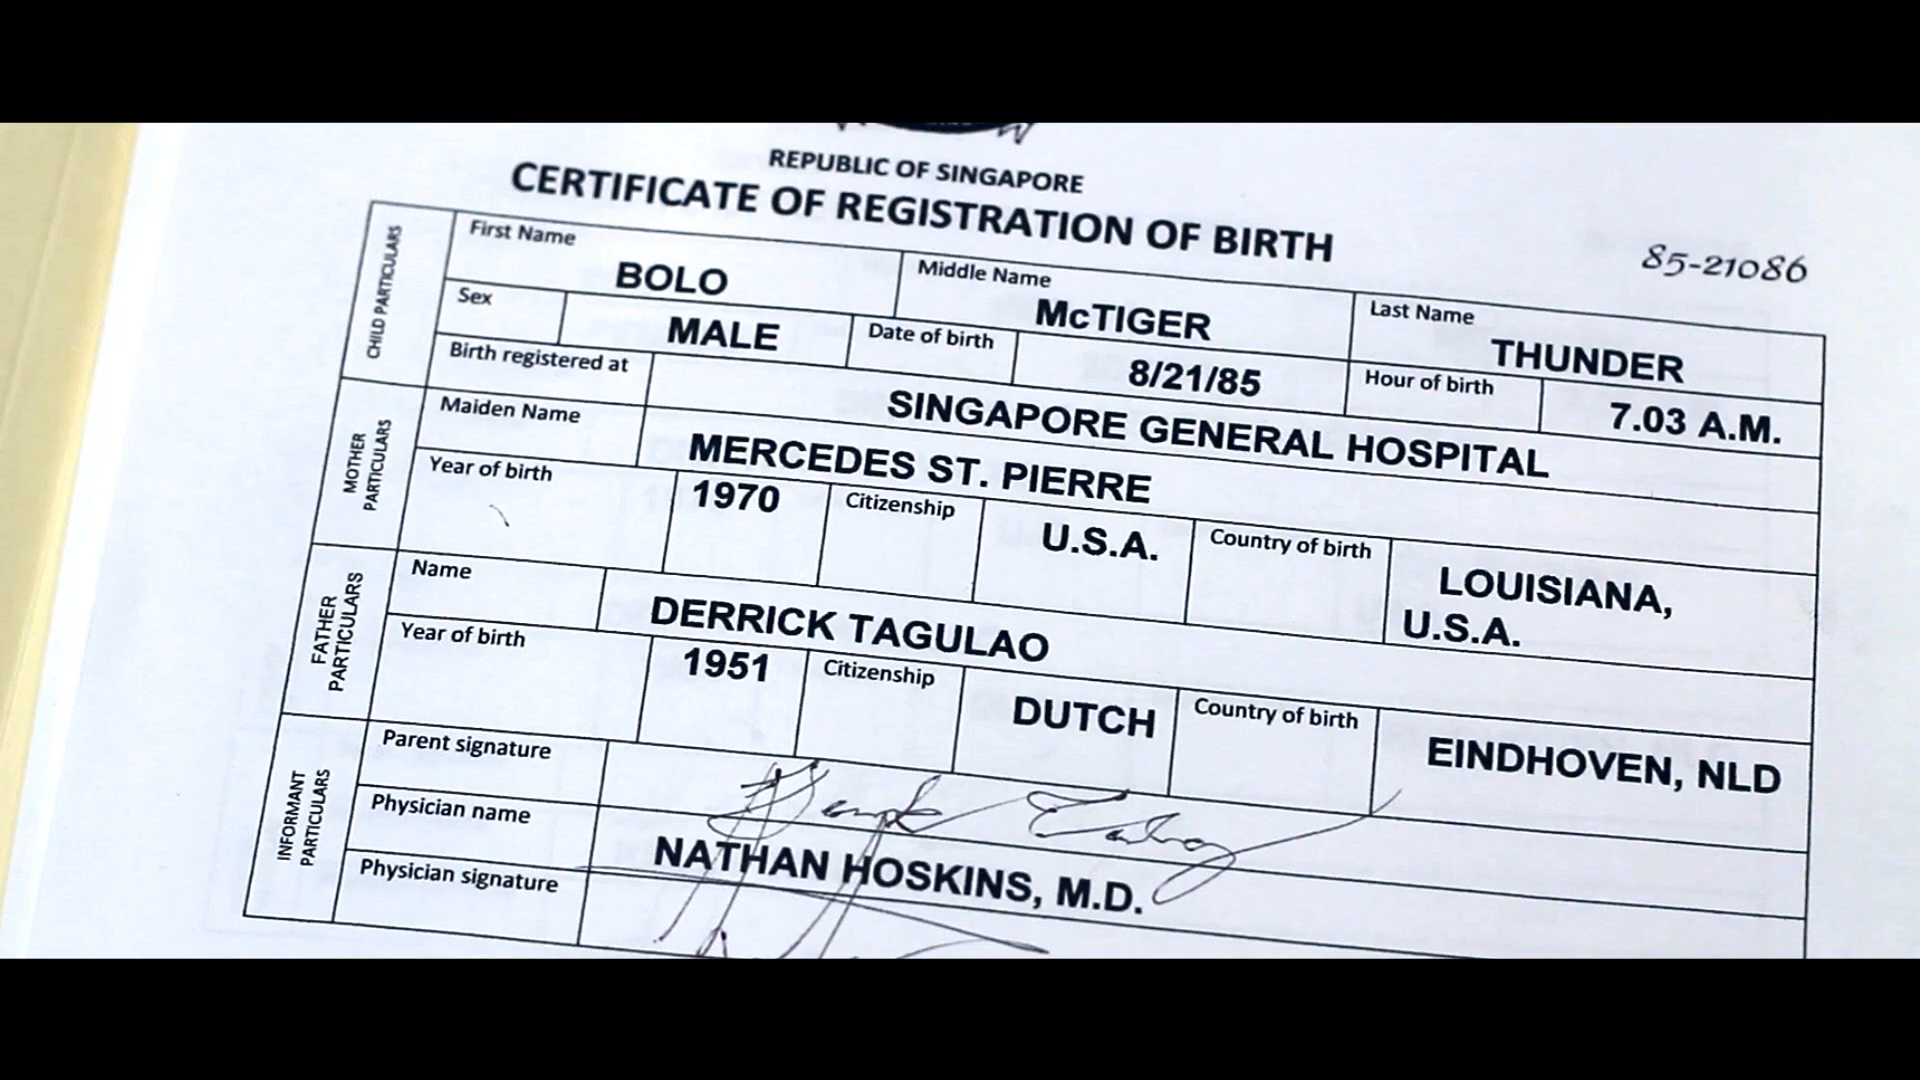 REPUBLIC OF SINGAPORE
CERTIFICATE OF REGISTRATION OF BIRTH
85-21086
CHILD PARTICULARS
First Name
BOLO
Middle Name
McTIGER
Last Name
THUNDER
Sex
MALE
Date of birth
8/21/85
Hour of birth
7.03 A.M.
Birth registered at
SINGAPORE GENERAL HOSPITAL
MOTHER
PARTICULARS
Maiden Name
MERCEDES ST. PIERRE
Year of birth
1970
Citizenship
U.S.A.
Country of birth
LOUISIANA,
U.S.A.
FATHER
PARTICULARS
Name
DERRICK TAGULAO
Year of birth
1951
Citizenship
DUTCH
Country of birth
EINDHOVEN, NLD
INFORMANT
PARTICULARS
Parent signature
Physician name
NATHAN HOSKINS, M.D.
Physician signature